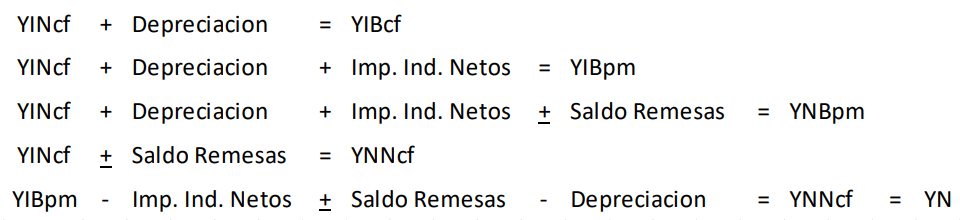 YINcf + Depreciacion = YIBcf
YINcf + Depreciacion + Imp. Ind. Netos = YIBpm
YINcf + Depreciacion + Imp. Ind. Netos ± Saldo Remesas = YNBpm
YINcf ± Saldo Remesas = YNNcf
YIBpm - Imp. Ind. Netos ± Saldo Remesas - Depreciacion = YNNcf = YN